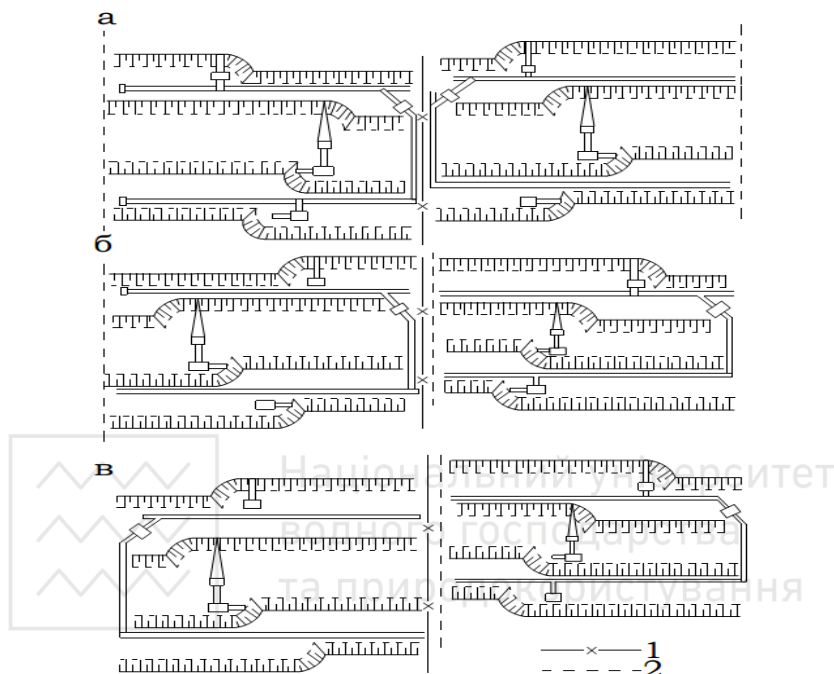 а
б
в
Національний університет
водного господарства
та природокористування
1
2